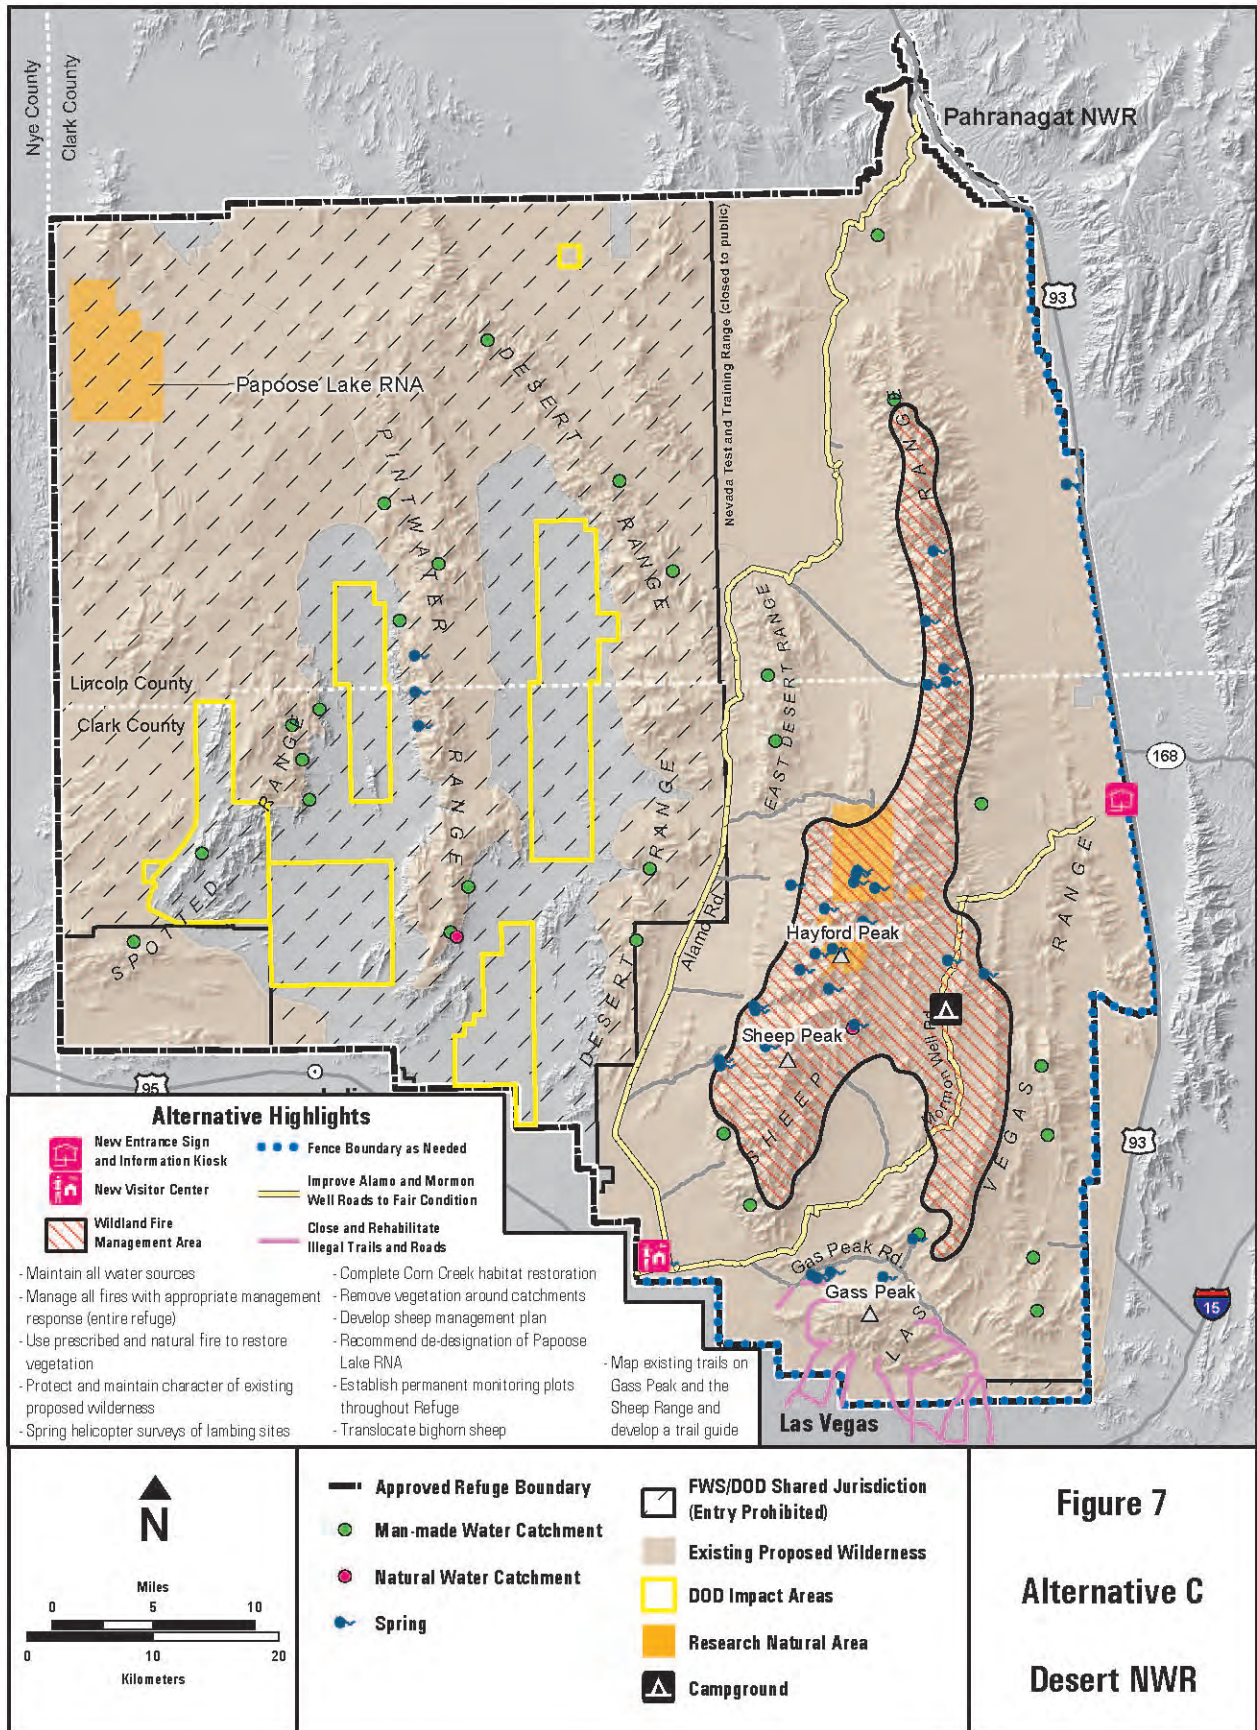 Nye County
Clark County
Pahranagat NWR
93
Nevada Test and Training Range (closed to public)
Papoose Lake RNA
DESERT
RANGE
PINTWATER
RANGE
RANGE
EAST DESERT RANGE
Lincoln County
Clark County
168
RANGE
RANGE
SPOTTED
Alamo Rd
DESERT
Hayford Peak
RANGE
Sheep Peak
SHEEP
Mormon Well Rd
VEGAS
95
93
Gas Peak Rd.
Gass Peak
LAS
15
Las Vegas
Alternative Highlights
New Entrance Sign
and Information Kiosk
New Visitor Center
Wildland Fire
Management Area
Fence Boundary as Needed
Improve Alamo and Mormon
Well Roads to Fair Condition
Close and Rehabilitate
Illegal Trails and Roads
- Maintain all water sources
- Manage all fires with appropriate management
response (entire refuge)
- Use prescribed and natural fire to restore
vegetation
- Protect and maintain character of existing
proposed wilderness
- Spring helicopter surveys of lambing sites
- Complete Corn Creek habitat restoration
- Remove vegetation around catchments
- Develop sheep management plan
- Recommend de-designation of Papoose
Lake RNA
- Establish permanent monitoring plots
throughout Refuge
- Translocate bighorn sheep
- Map existing trails on
Gass Peak and the
Sheep Range and
develop a trail guide
N
Miles
0 5 10
0 10 20
Kilometers
Approved Refuge Boundary
Man-made Water Catchment
Natural Water Catchment
Spring
FWS/DOD Shared Jurisdiction
(Entry Prohibited)
Existing Proposed Wilderness
DOD Impact Areas
Research Natural Area
Campground
Figure 7
Alternative C
Desert NWR